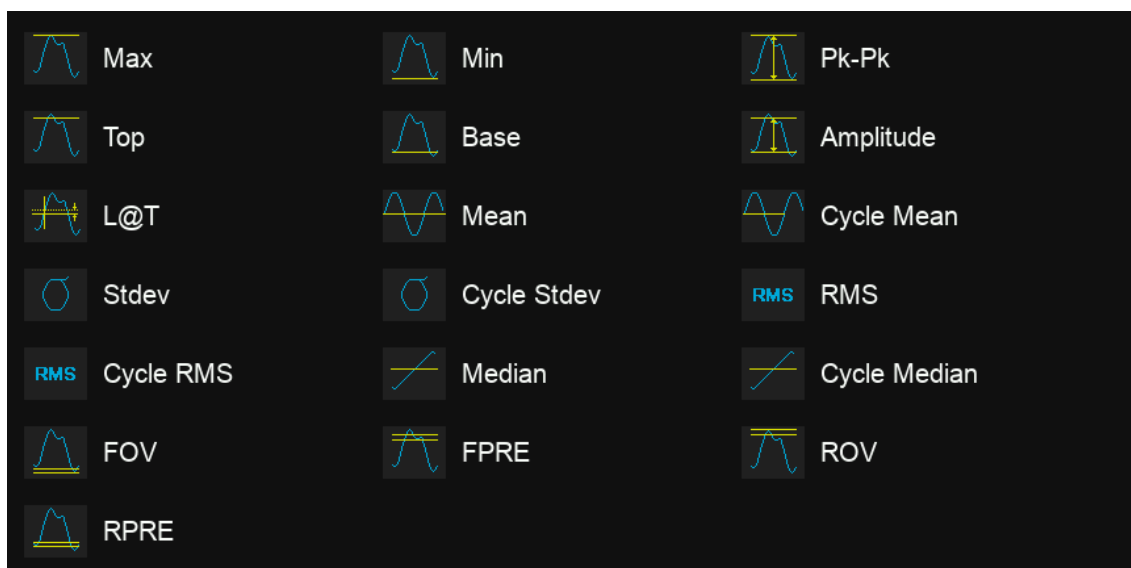 Max Min Pk-Pk
Top Base Amplitude
L@T Mean Cycle Mean
Stdev Cycle Stdev RMS RMS
RMS Cycle RMS Median Cycle Median
FOV FPRE ROV
RPRE